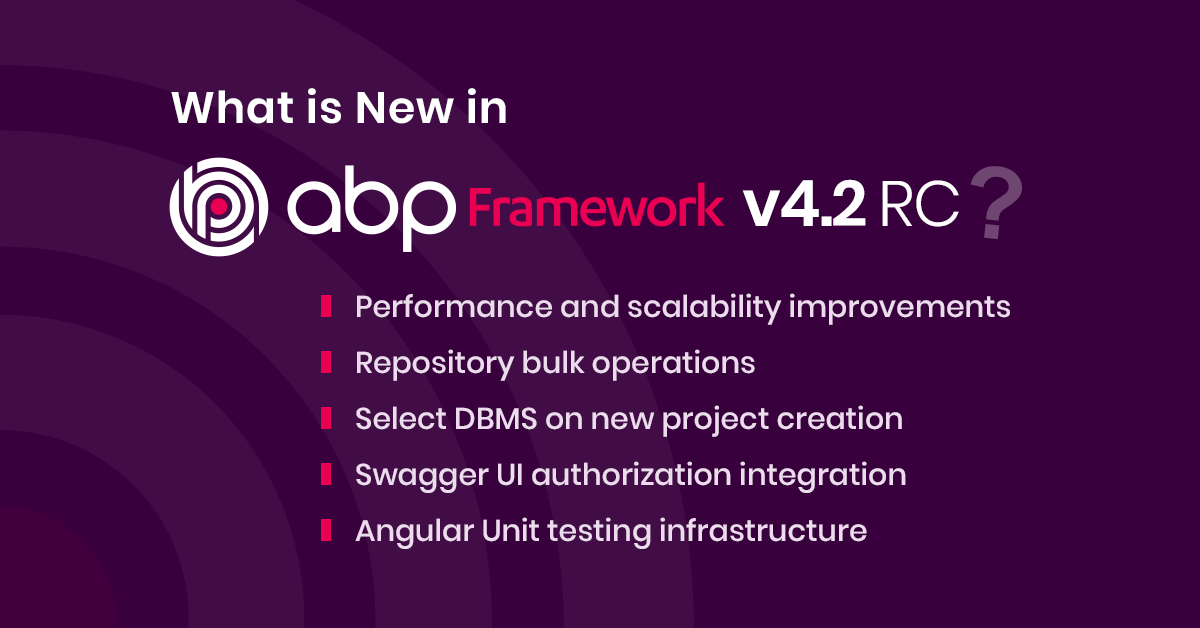 What is New in
abp Framework v4.2 RC?
Performance and scalability improvements
Repository bulk operations
Select DBMS on new project creation
Swagger UI authorization integration
Angular Unit testing infrastructure